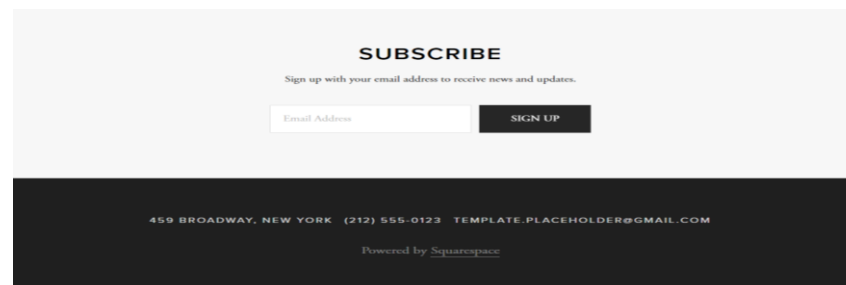 SUBSCRIBE
Sign up with your email address to receive news and updates.
Email Address
SIGN UP
459 BROADWAY, NEW YORK (212) 555-0123 TEMPLATE.PLACEHOLDER@GMAIL.COM
Powered by Squarespace